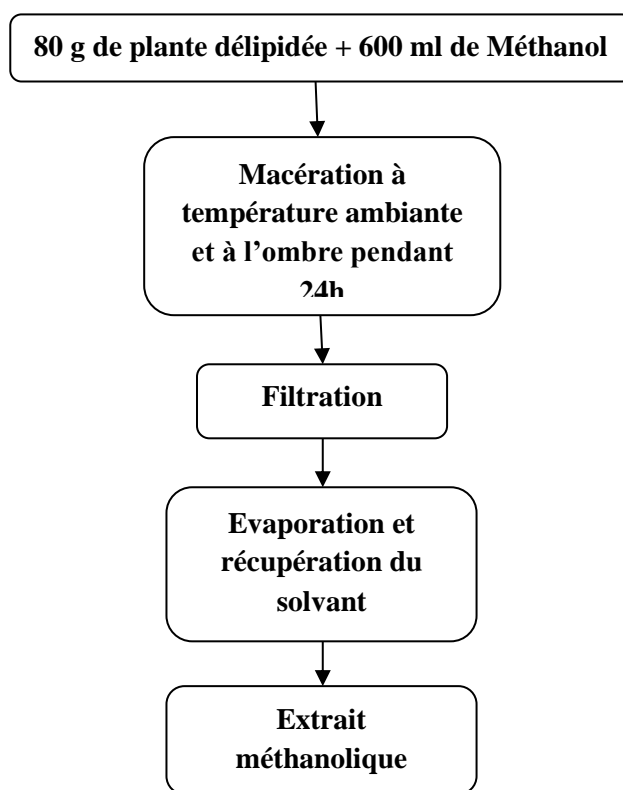 80 g de plante délipidée + 600 ml de Méthanol
Macération à
température ambiante
et à l’ombre pendant
24h
Filtration
Evaporation et
récupération du
solvant
Extrait
méthanolique